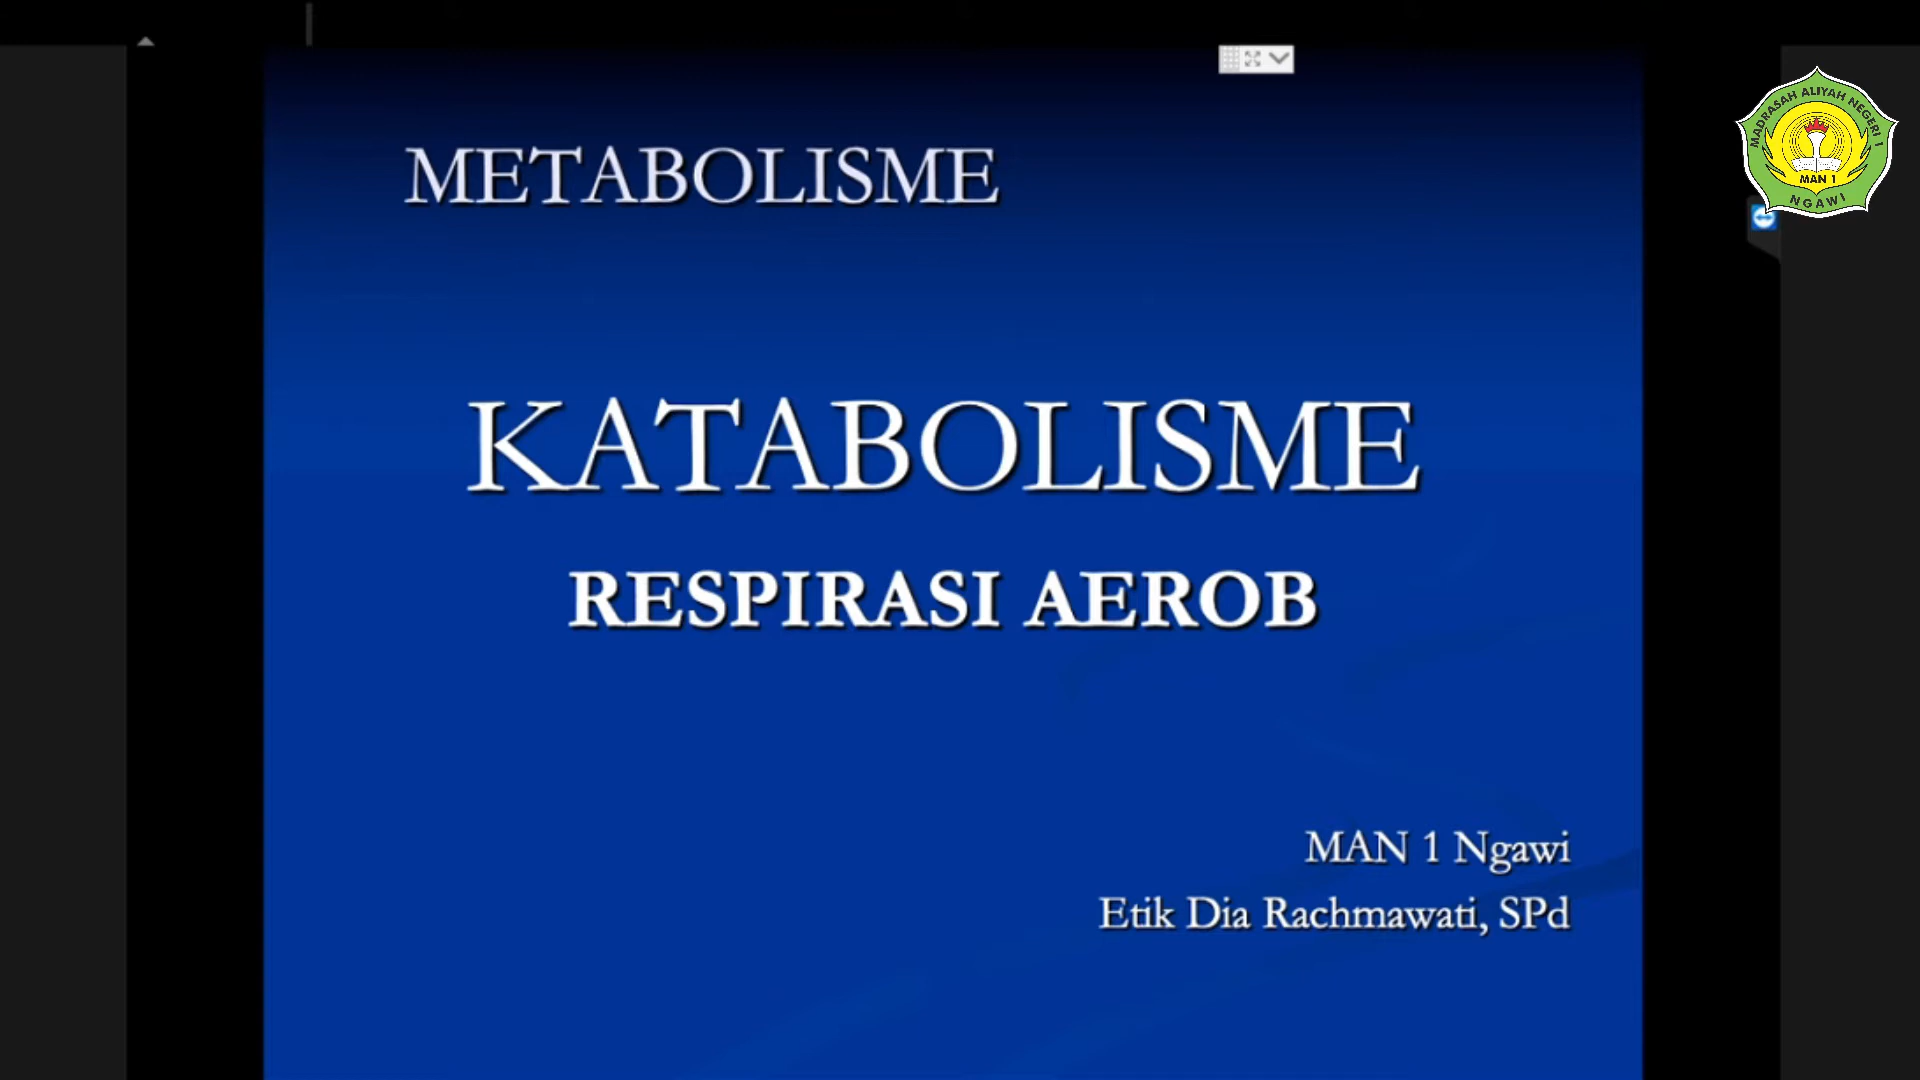 METABOLISME
KATABOLISME
RESPIRASI AEROB
MAN 1 Ngawi
Etik Dia Rachmawati, SPd
MADRASAH ALIYAH NEGERI 1
MAN 1
NGAWI